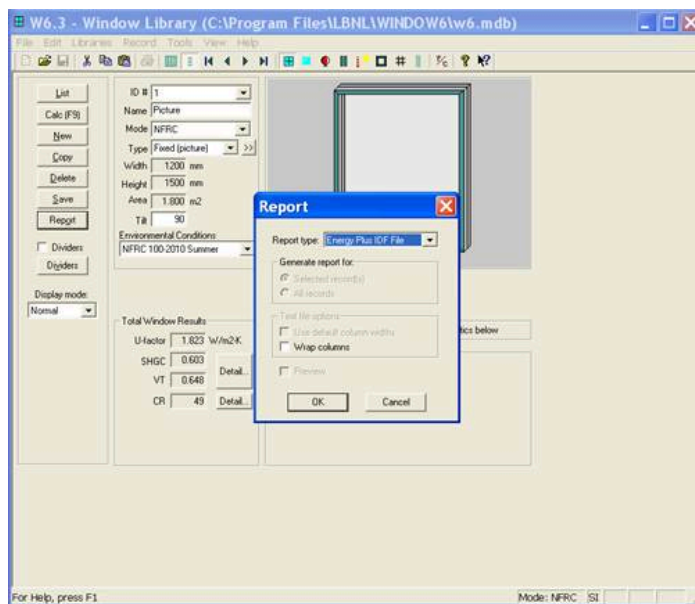 W6.3 - Window Library (C:\Program Files\LBNL\WINDOW6\w6.mdb)
File Edit Libraries Record Tools View Help
List
Calc (F9)
New
Copy
Delete
Save
Report
Dividers
Dividers
Display mode:
Normal
ID # 1
Name Picture
Mode NFRC
Type Fixed (picture) >>
Width 1200 mm
Height 1500 mm
Area 1.800 m2
Tilt 90
Environmental Conditions
NFRC 100-2010 Summer
Total Window Results
U-factor 1.823 W/m2-K
SHGC 0.603
Detail...
VT 0.648
CR 49 Detail...
tics below
Report
Report type: Energy Plus IDF File
Generate report for:
Selected record(s)
All records
Text file options
Use default column widths
Wrap columns
Preview
OK Cancel
For Help, press F1
Mode: NFRC SI